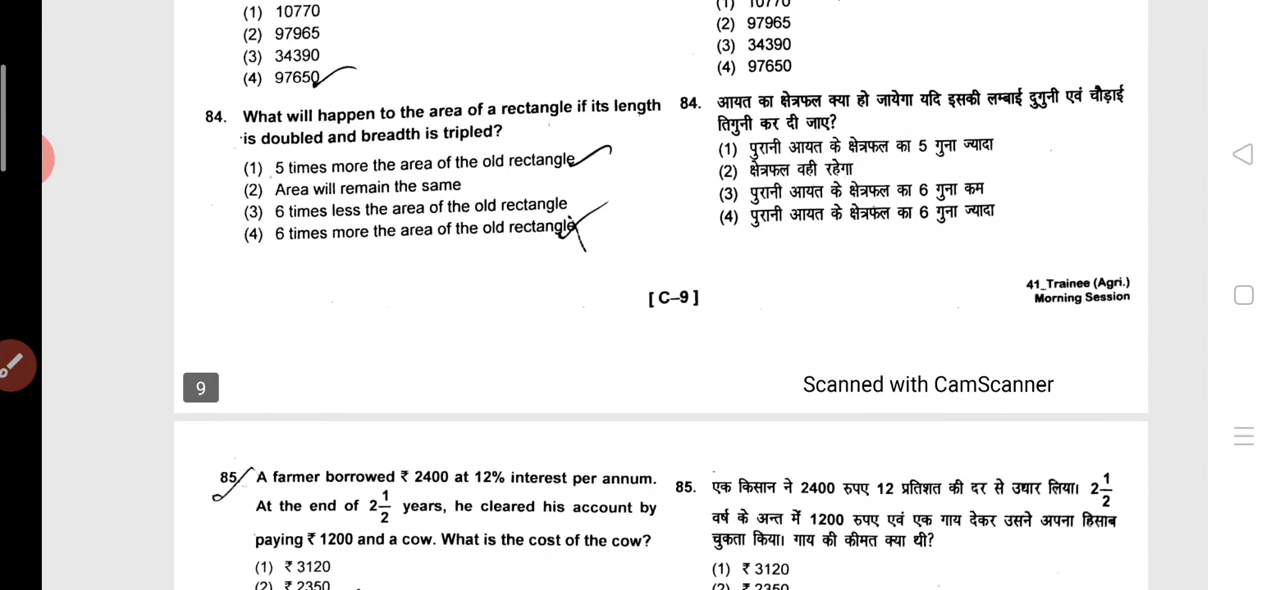 (1) 10770
(2) 97965
(3) 34390
(4) 97650
84. What will happen to the area of a rectangle if its length
is doubled and breadth is tripled?
(1) 5 times more the area of the old rectangle
(2) Area will remain the same
(3) 6 times less the area of the old rectangle
(4) 6 times more the area of the old rectangle
(1) 10770
(2) 97965
(3) 34390
(4) 97650
84. आयत का क्षेत्रफल क्या हो जायेगा यदि इसकी लम्बाई दुगुनी एवं चौड़ाई
तिगुनी कर दी जाए?
(1) पुरानी आयत के क्षेत्रफल का 5 गुना ज्यादा
(2) क्षेत्रफल वही रहेगा
(3) पुरानी आयत के क्षेत्रफल का 6 गुना कम
(4) पुरानी आयत के क्षेत्रफल का 6 गुना ज्यादा
[ C–9 ]
41_Trainee (Agri.)
Morning Session
9
Scanned with CamScanner
85. A farmer borrowed ₹ 2400 at 12% interest per annum.
At the end of 2 1/2 years, he cleared his account by
paying ₹ 1200 and a cow. What is the cost of the cow?
(1) ₹ 3120
(2) ₹ 2350
85. एक किसान ने 2400 रुपए 12 प्रतिशत की दर से उधार लिया। 2 1/2
वर्ष के अन्त में 1200 रुपए एवं एक गाय देकर उसने अपना हिसाब
चुकता किया। गाय की कीमत क्या थी?
(1) ₹ 3120
(2) ₹ 2350